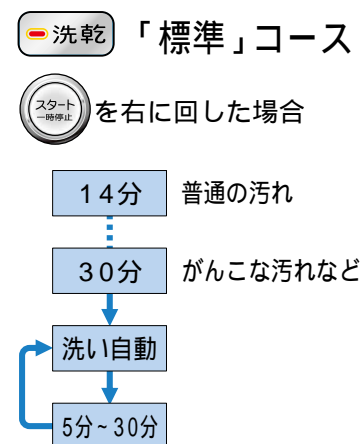 洗乾「標準」コース
スタート
一時停止
を右に回した場合
14分 普通の汚れ
30分 がんこな汚れなど
洗い自動
5分~30分